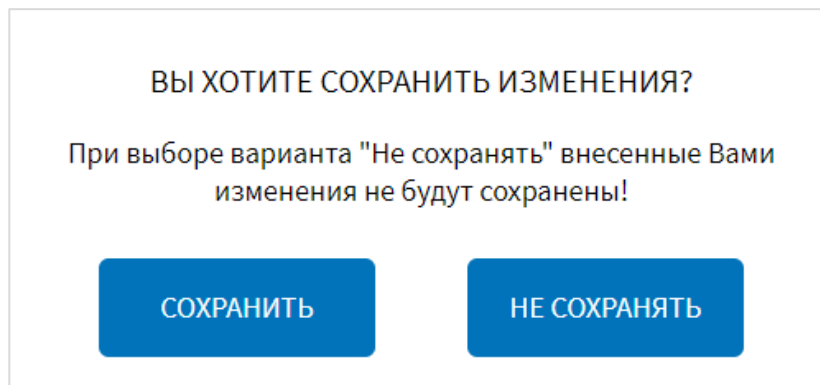 ВЫ ХОТИТЕ СОХРАНИТЬ ИЗМЕНЕНИЯ?
При выборе варианта "Не сохранять" внесенные Вами
изменения не будут сохранены!
СОХРАНИТЬ
НЕ СОХРАНЯТЬ